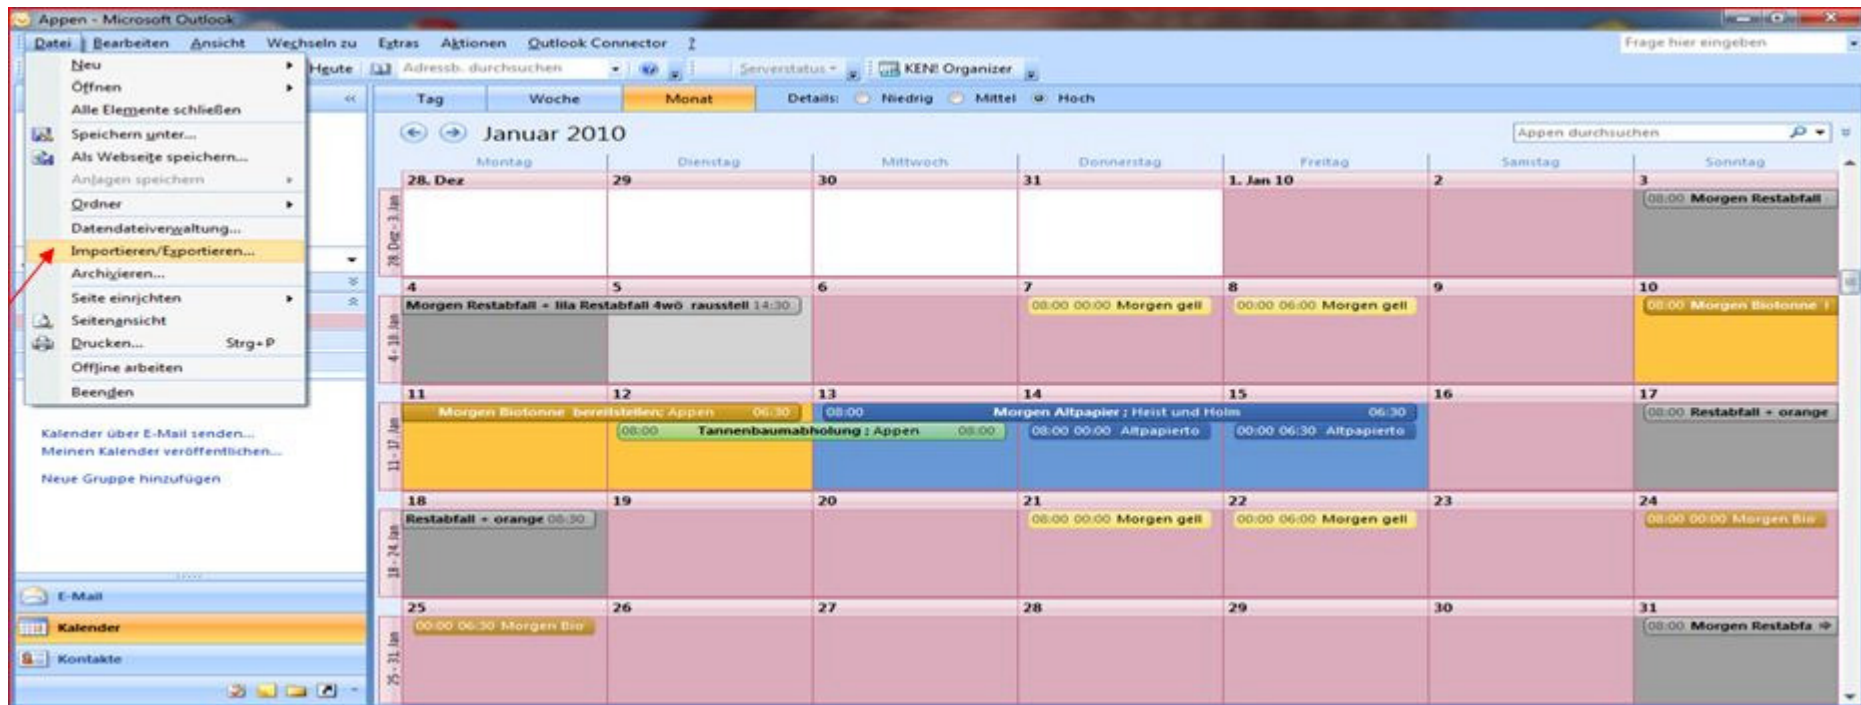 Appen - Microsoft Outlook
Datei Bearbeiten Ansicht Wechseln zu Extras Aktionen Outlook Connector ?
Frage hier eingeben
Neu
Öffnen
Alle Elemente schließen
Speichern unter...
Als Webseite speichern...
Anlagen speichern
Ordner
Datendateiverwaltung...
Importieren/Exportieren...
Archivieren...
Seite einrichten
Seitenansicht
Drucken... Strg+P
Offline arbeiten
Beenden
Kalender über E-Mail senden...
Meinen Kalender veröffentlichen...
Neue Gruppe hinzufügen
E-Mail
Kalender
Kontakte
Heute Adressb. durchsuchen Serverstatus KEN! Organizer
Tag Woche Monat Details: Niedrig Mittel Hoch
Januar 2010
Appen durchsuchen
Montag Dienstag Mittwoch Donnerstag Freitag Samstag Sonntag
28. Dez - 3. Jan
28. Dez 29 30 31 1. Jan 10 2 3
08:00 Morgen Restabfall
4 - 10. Jan
4 5 6 7 8 9 10
Morgen Restabfall + lila Restabfall 4wö rausstell 14:30
08:00 00:00 Morgen gell
00:00 06:00 Morgen gell
08:00 Morgen Biotonne
11 - 17. Jan
11 12 13 14 15 16 17
Morgen Biotonne bereitstellen; Appen 06:30
08:00 Morgen Altpapier ; Heist und Holm 06:30
08:00 Restabfall + orange
08:00 Tannenbaumabholung ; Appen 08:00
08:00 00:00 Altpapierto
00:00 06:30 Altpapierto
18 - 24. Jan
18 19 20 21 22 23 24
Restabfall + orange 08:30
08:00 00:00 Morgen gell
00:00 06:00 Morgen gell
08:00 00:00 Morgen Bio
25 - 31. Jan
25 26 27 28 29 30 31
00:00 06:30 Morgen Bio
08:00 Morgen Restabfa